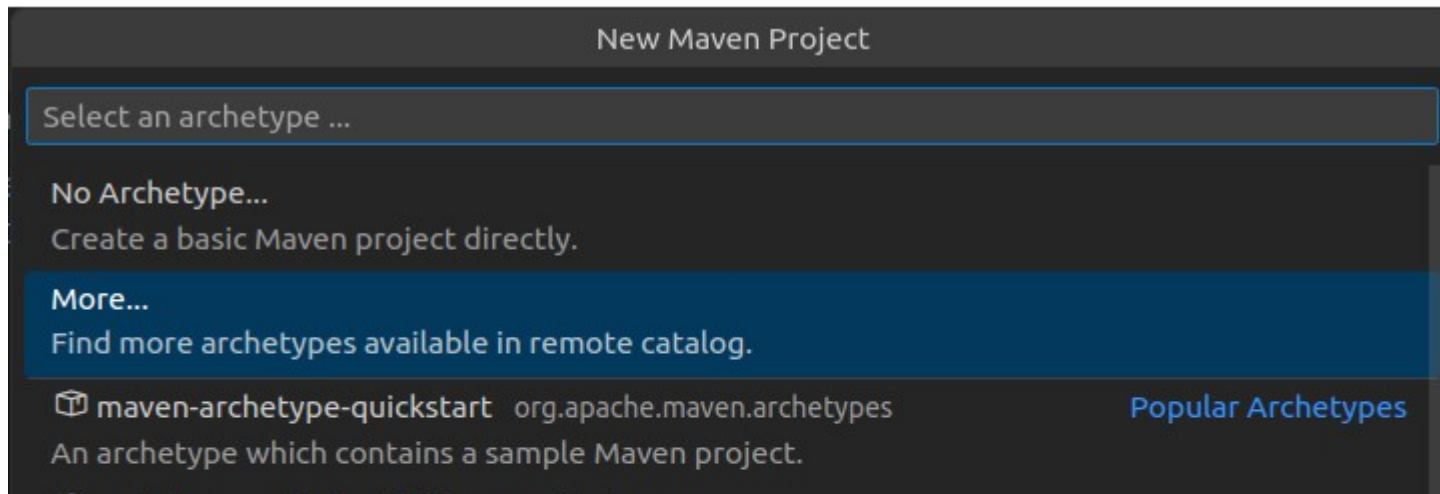 New Maven Project
Select an archetype ...
No Archetype...
Create a basic Maven project directly.
More...
Find more archetypes available in remote catalog.
maven-archetype-quickstart org.apache.maven.archetypes Popular Archetypes
An archetype which contains a sample Maven project.